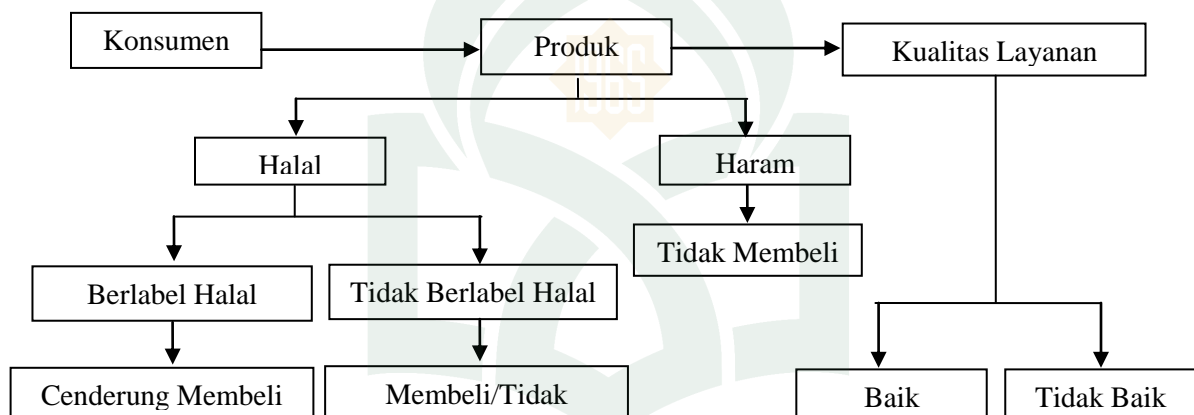 Konsumen
Produk
Kualitas Layanan
Halal
Haram
Tidak Membeli
Berlabel Halal
Tidak Berlabel Halal
Cenderung Membeli
Membeli/Tidak
Baik
Tidak Baik